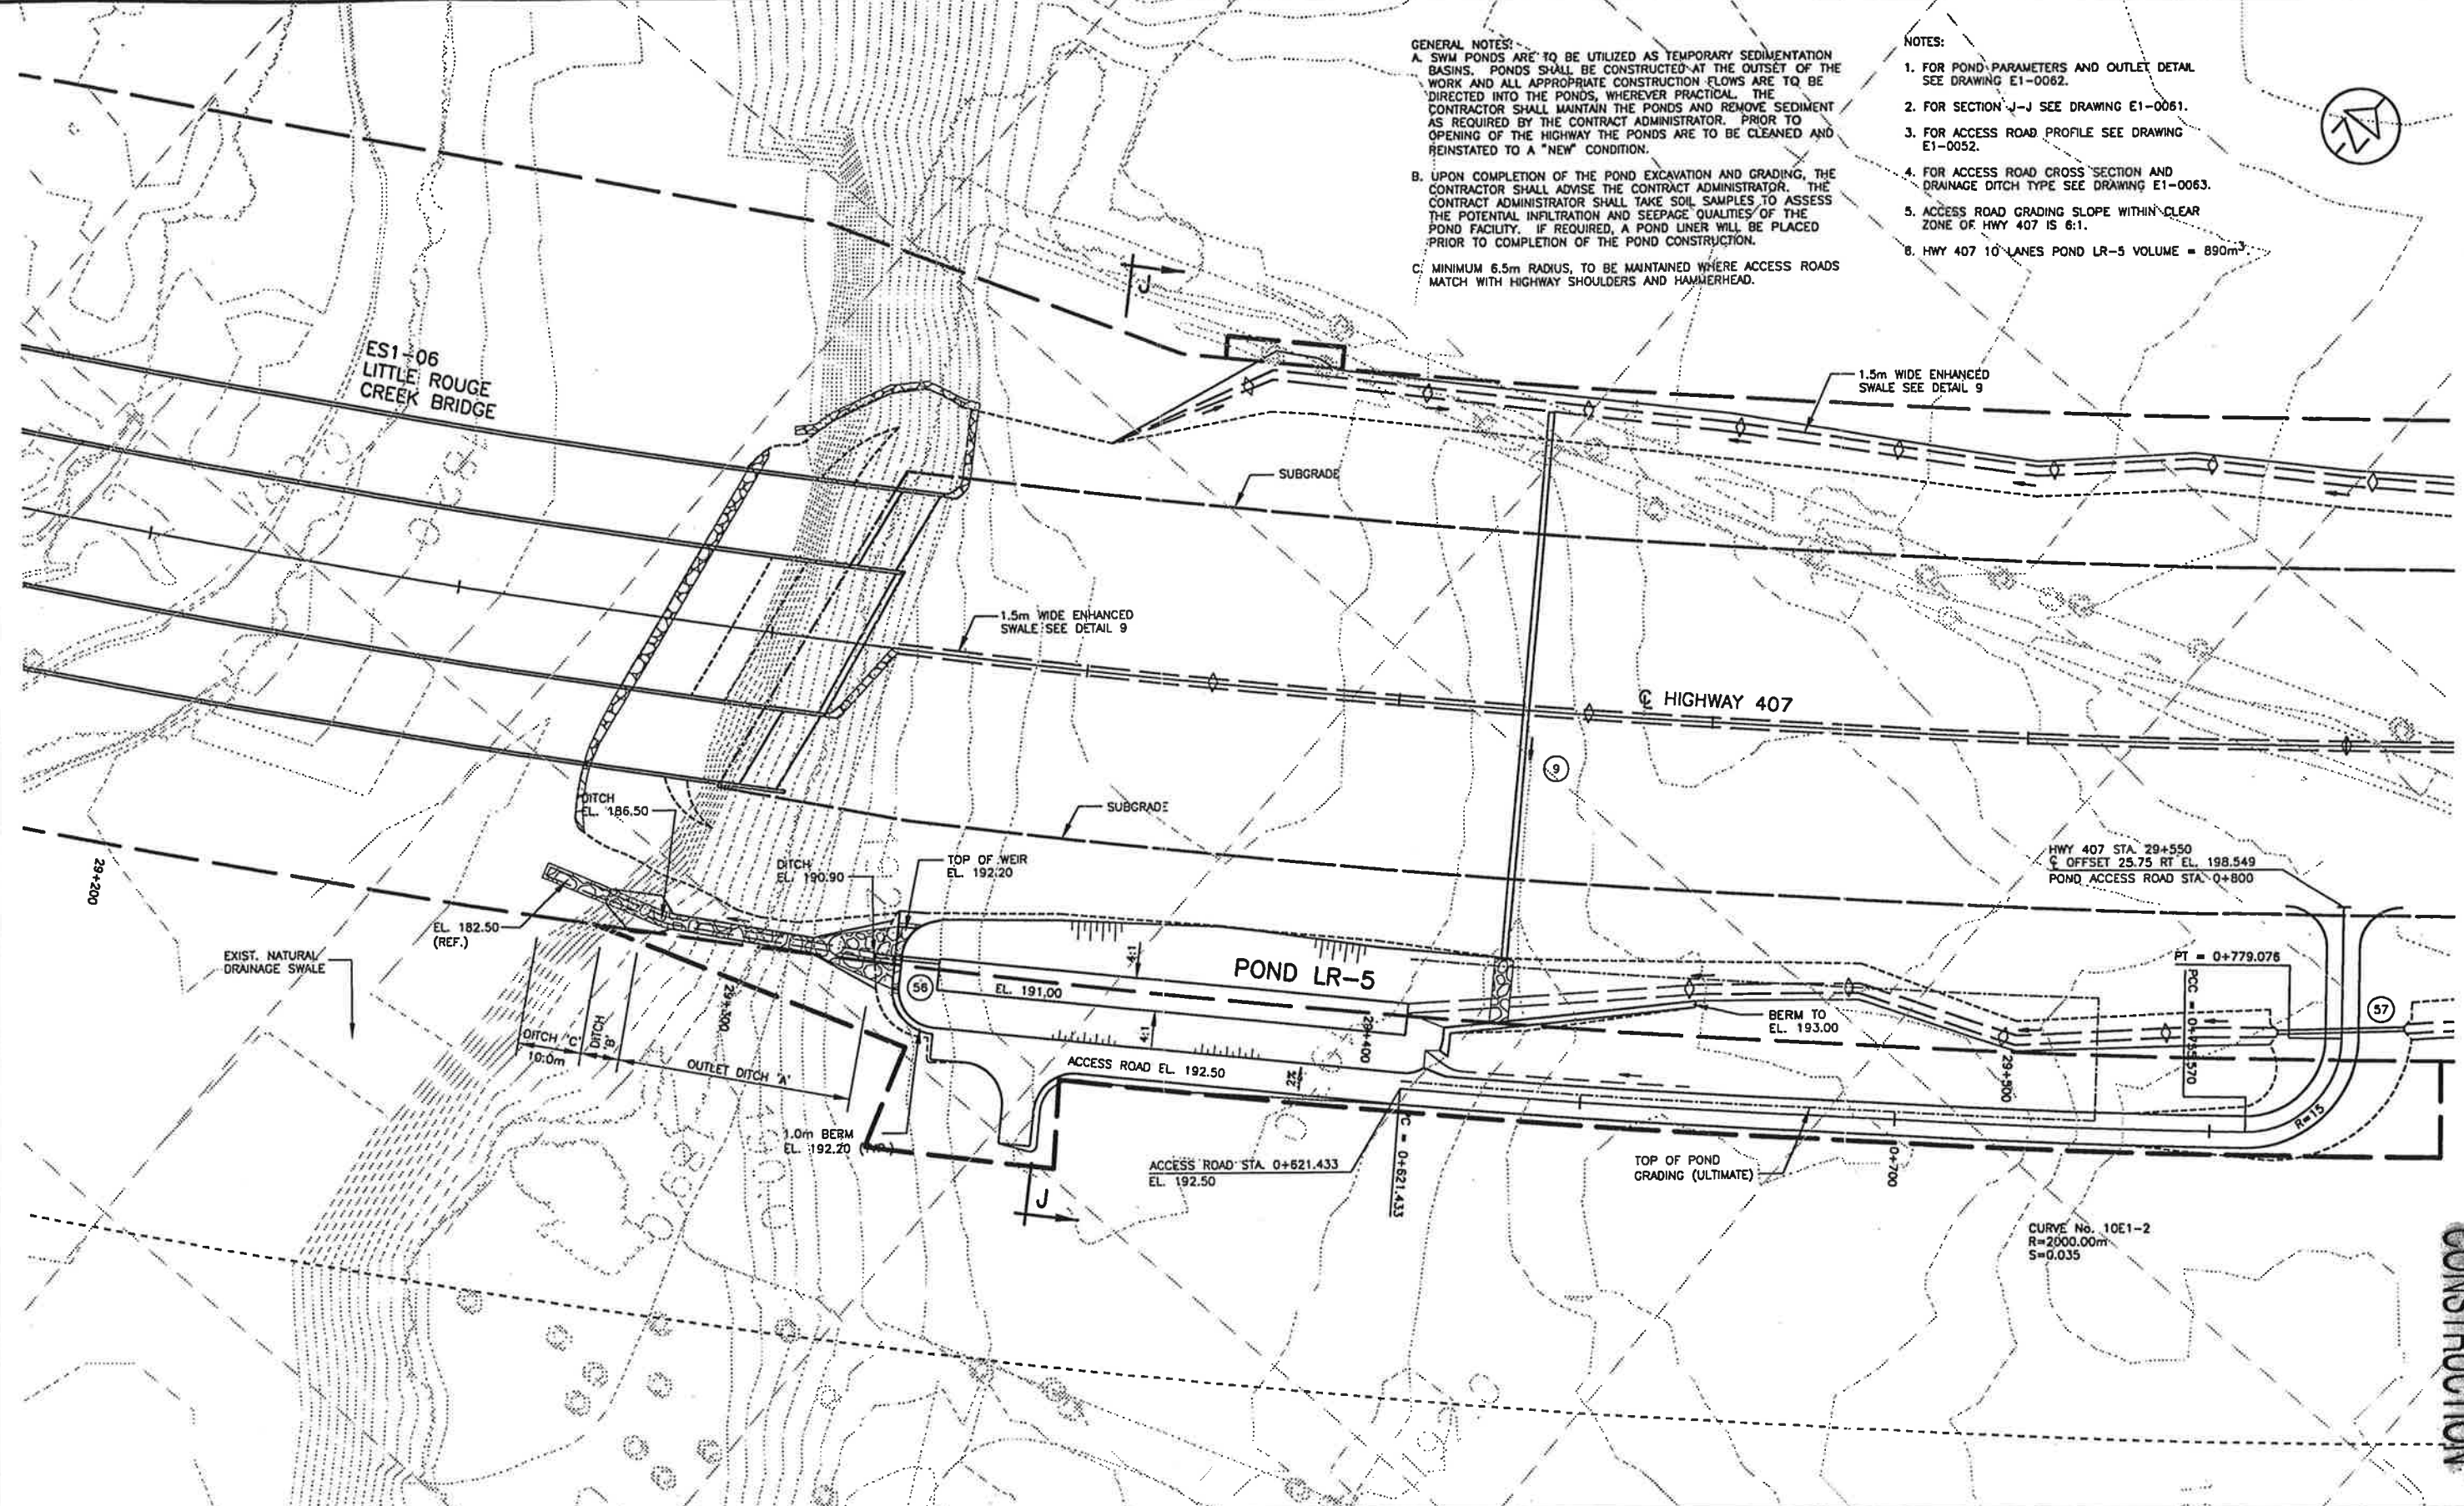 GENERAL NOTES:
A. SWM PONDS ARE TO BE UTILIZED AS TEMPORARY SEDIMENTATION
BASINS. PONDS SHALL BE CONSTRUCTED AT THE OUTSET OF THE
WORK AND ALL APPROPRIATE CONSTRUCTION FLOWS ARE TO BE
DIRECTED INTO THE PONDS, WHEREVER PRACTICAL. THE
CONTRACTOR SHALL MAINTAIN THE PONDS AND REMOVE SEDIMENT
AS REQUIRED BY THE CONTRACT ADMINISTRATOR. PRIOR TO
OPENING OF THE HIGHWAY THE PONDS ARE TO BE CLEANED AND
REINSTATED TO A "NEW" CONDITION.
B. UPON COMPLETION OF THE POND EXCAVATION AND GRADING, THE
CONTRACTOR SHALL ADVISE THE CONTRACT ADMINISTRATOR. THE
CONTRACT ADMINISTRATOR SHALL TAKE SOIL SAMPLES TO ASSESS
THE POTENTIAL INFILTRATION AND SEEPAGE QUALITIES OF THE
POND FACILITY. IF REQUIRED, A POND LINER WILL BE PLACED
PRIOR TO COMPLETION OF THE POND CONSTRUCTION.
C. MINIMUM 6.5m RADIUS, TO BE MAINTAINED WHERE ACCESS ROADS
MATCH WITH HIGHWAY SHOULDERS AND HAMMERHEAD.
NOTES:
1. FOR POND PARAMETERS AND OUTLET DETAIL
SEE DRAWING E1-0062.
2. FOR SECTION J-J SEE DRAWING E1-0061.
3. FOR ACCESS ROAD PROFILE SEE DRAWING
E1-0052.
4. FOR ACCESS ROAD CROSS SECTION AND
DRAINAGE DITCH TYPE SEE DRAWING E1-0063.
5. ACCESS ROAD GRADING SLOPE WITHIN CLEAR
ZONE OF HWY 407 IS 6:1.
6. HWY 407 10 LANES POND LR-5 VOLUME = 890m³.
N
J
ES1-06
LITTLE ROUGE
CREEK BRIDGE
1.5m WIDE ENHANCED
SWALE SEE DETAIL 9
SUBGRADE
1.5m WIDE ENHANCED
SWALE SEE DETAIL 9
℄ HIGHWAY 407
9
DITCH
EL. 186.50
SUBGRADE
DITCH
EL. 190.90
TOP OF WEIR
EL. 192.20
HWY 407 STA. 29+550
℄ OFFSET 25.75 RT EL. 198.549
POND ACCESS ROAD STA. 0+800
29+200
EL. 182.50
(REF.)
EXIST. NATURAL
DRAINAGE SWALE
4:1
POND LR-5
PT = 0+779.076
56
EL. 191.00
29+300
57
BERM TO
EL. 193.00
4:1
29+400
DITCH 'C'
10.0m
DITCH
'B'
OUTLET DITCH 'A'
ACCESS ROAD EL. 192.50
2%
29+500
R=15
1.0m BERM
EL. 192.20 (TYP.)
ACCESS ROAD STA. 0+621.433
EL. 192.50
PC = 0+621.433
TOP OF POND
GRADING (ULTIMATE)
0+700
J
CURVE No. 10E1-2
R=2000.00m
S=0.035
CONSTRUCTION